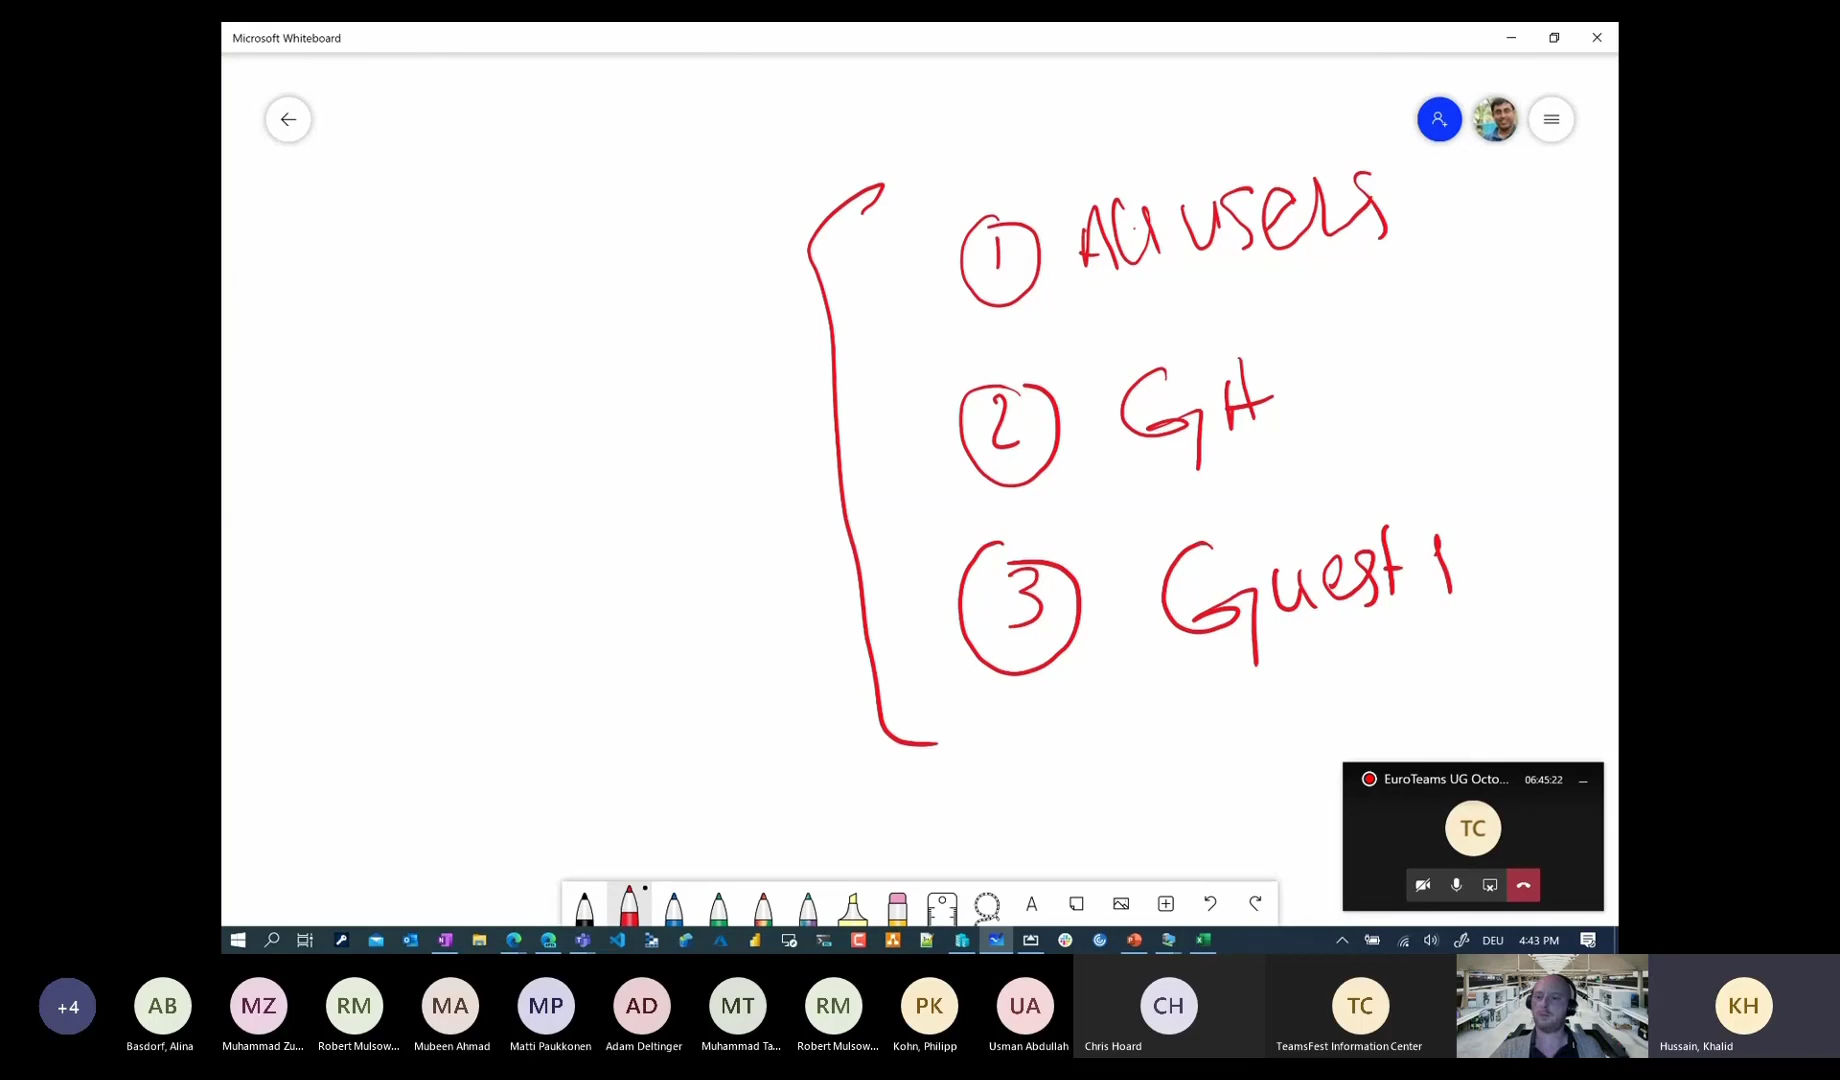 Microsoft Whiteboard
1 All users
2 GA
3 Guest
EuroTeams UG Octo... 06:45:22
TC
A
DEU 4:43 PM
+4 AB MZ RM MA MP AD MT RM PK UA CH TC KH
Basdorf, Alina Muhammad Zu... Robert Mulsow... Mubeen Ahmad Matti Paukkonen Adam Deltinger Muhammad Ta... Robert Mulsow... Kohn, Philipp Usman Abdullah Chris Hoard TeamsFest Information Center Hussain, Khalid